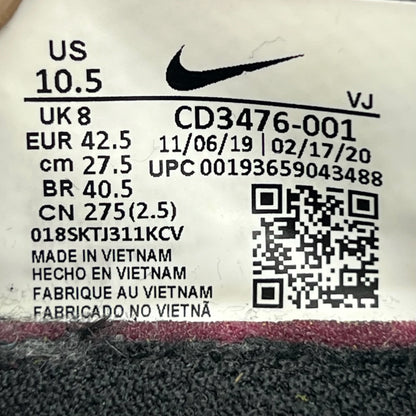 US
10.5
UK 8
EUR 42.5
cm 27.5
BR 40.5
CN 275(2.5)
018SKTJ311KCV
MADE IN VIETNAM
HECHO EN VIETNAM
FABRIQUE AU VIETNAM
FABRICADO NO VIETNÃ
VJ
CD3476-001
11/06/19 | 02/17/20
UPC 00193659043488